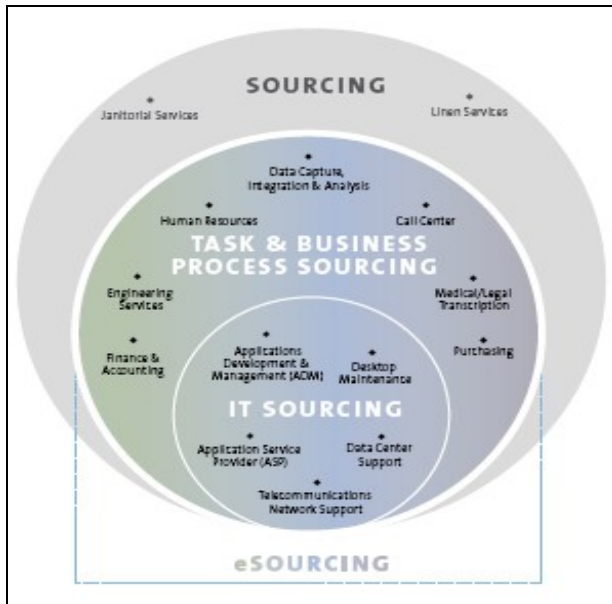 SOURCING
Janitorial Services
Linen Services
Data Capture,
Integration & Analysis
Human Resources
Call Center
TASK & BUSINESS
PROCESS SOURCING
Engineering
Services
Medical/Legal
Transcription
Finance &
Accounting
Applications
Development &
Management (ADM)
Desktop
Maintenance
Purchasing
IT SOURCING
Application Service
Provider (ASP)
Data Center
Support
Telecommunications
Network Support
eSOURCING